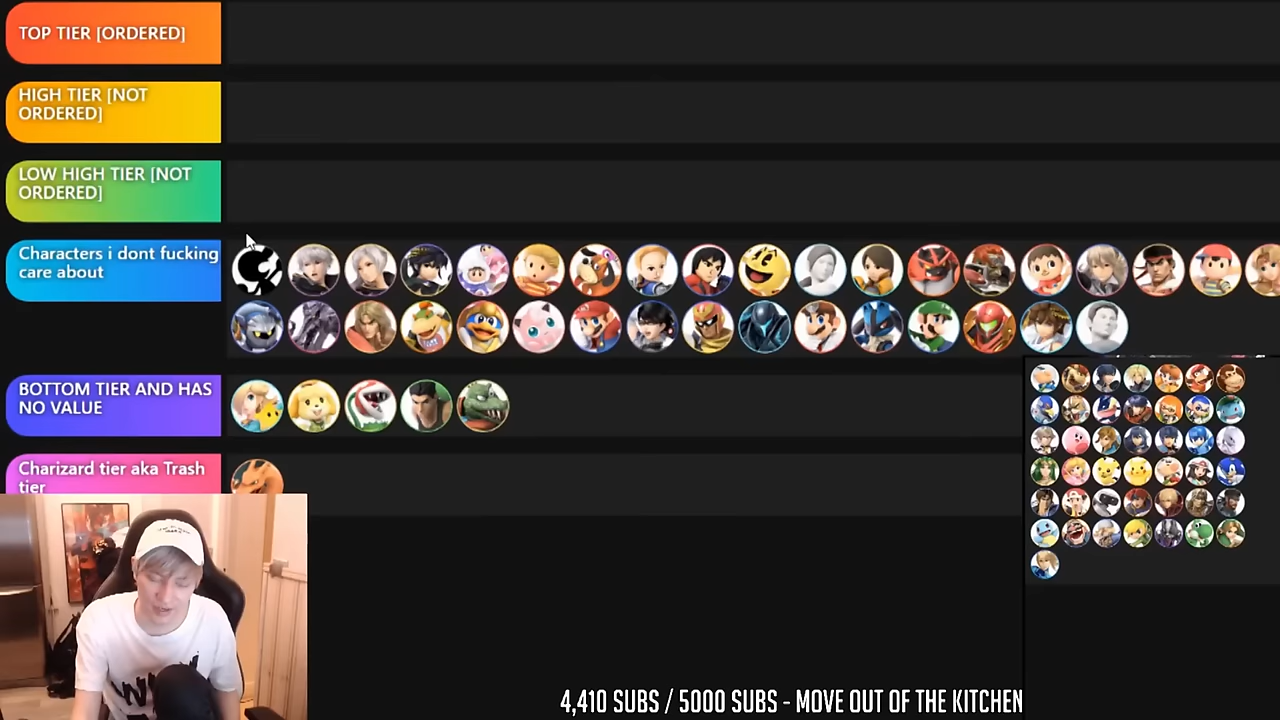 TOP TIER [ORDERED]
HIGH TIER [NOT
ORDERED]
LOW HIGH TIER [NOT
ORDERED]
Characters i dont fucking
care about
BOTTOM TIER AND HAS
NO VALUE
Charizard tier aka Trash
tier
4,410 SUBS / 5000 SUBS - MOVE OUT OF THE KITCHEN